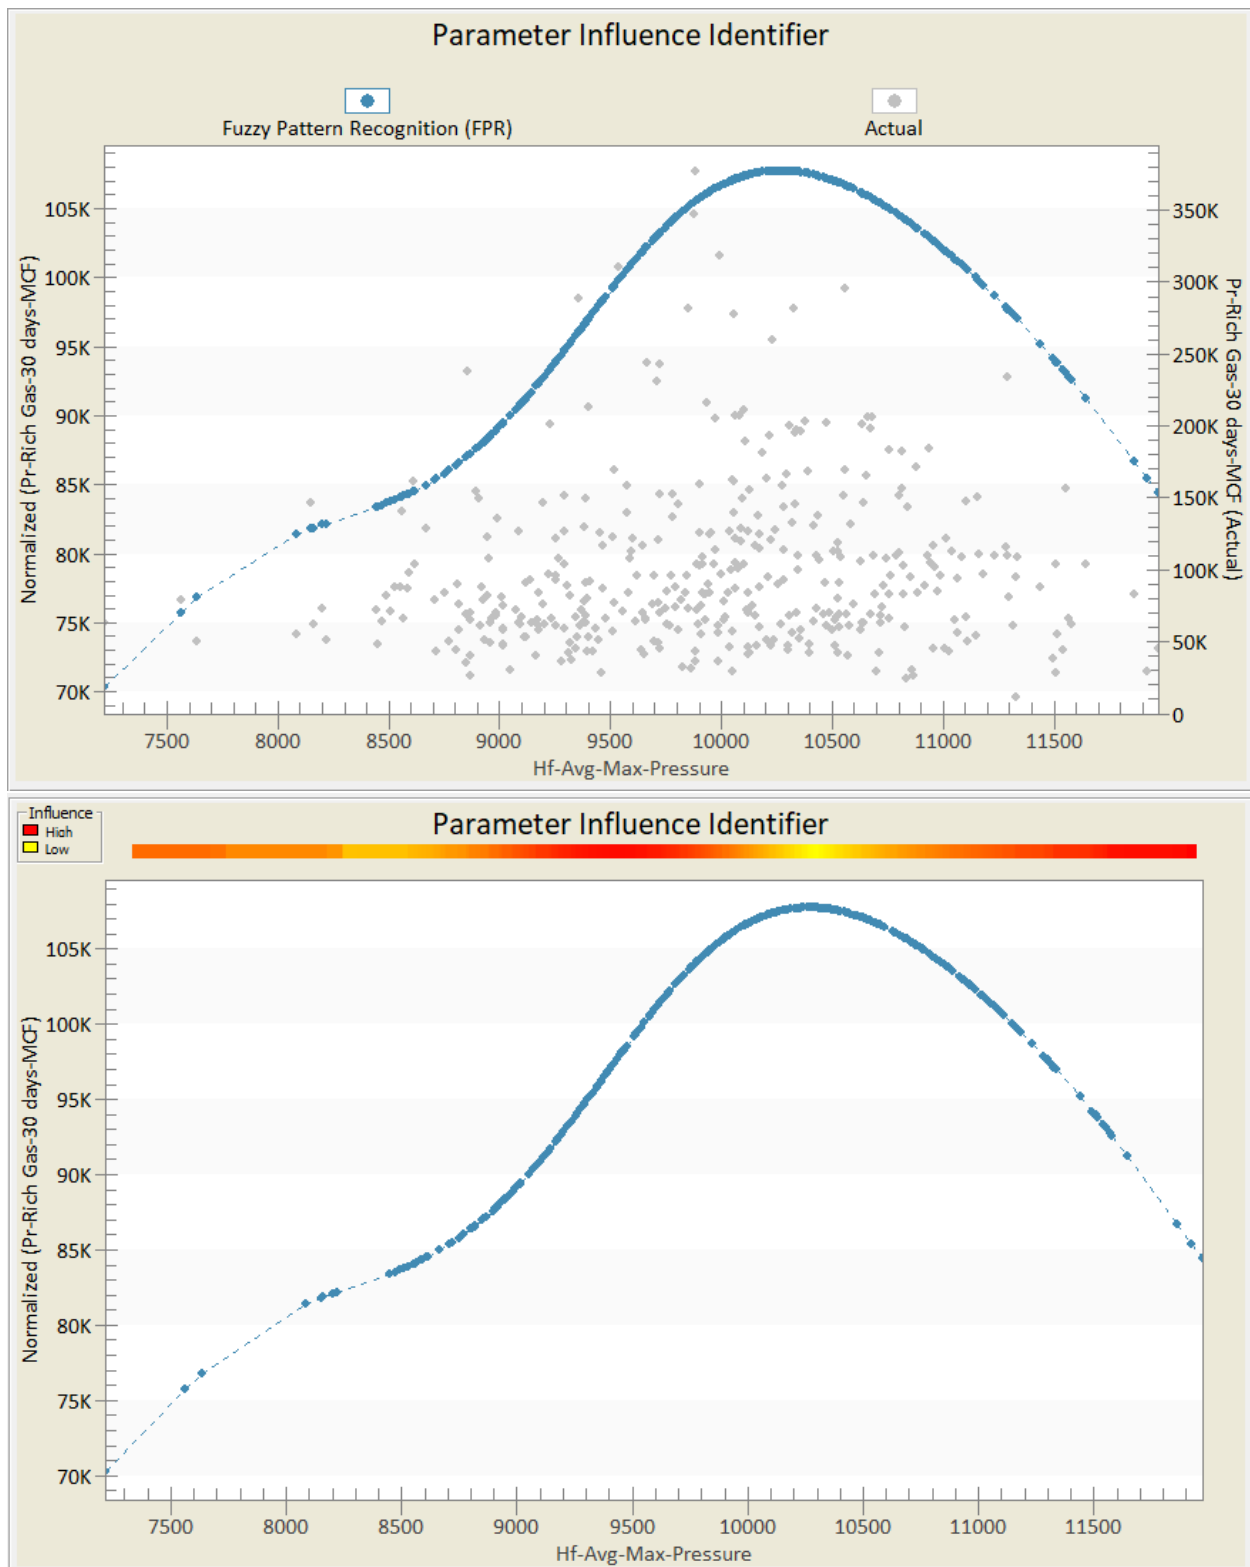 Parameter Influence Identifier
Fuzzy Pattern Recognition (FPR)
Actual
Normalized (Pr-Rich Gas-30 days-MCF)
105K
100K
95K
90K
85K
80K
75K
70K
350K
300K
250K
200K
150K
100K
50K
0
Pr-Rich Gas-30 days-MCF (Actual)
7500 8000 8500 9000 9500 10000 10500 11000 11500
Hf-Avg-Max-Pressure
Influence
High
Low
Parameter Influence Identifier
Normalized (Pr-Rich Gas-30 days-MCF)
105K
100K
95K
90K
85K
80K
75K
70K
7500 8000 8500 9000 9500 10000 10500 11000 11500
Hf-Avg-Max-Pressure